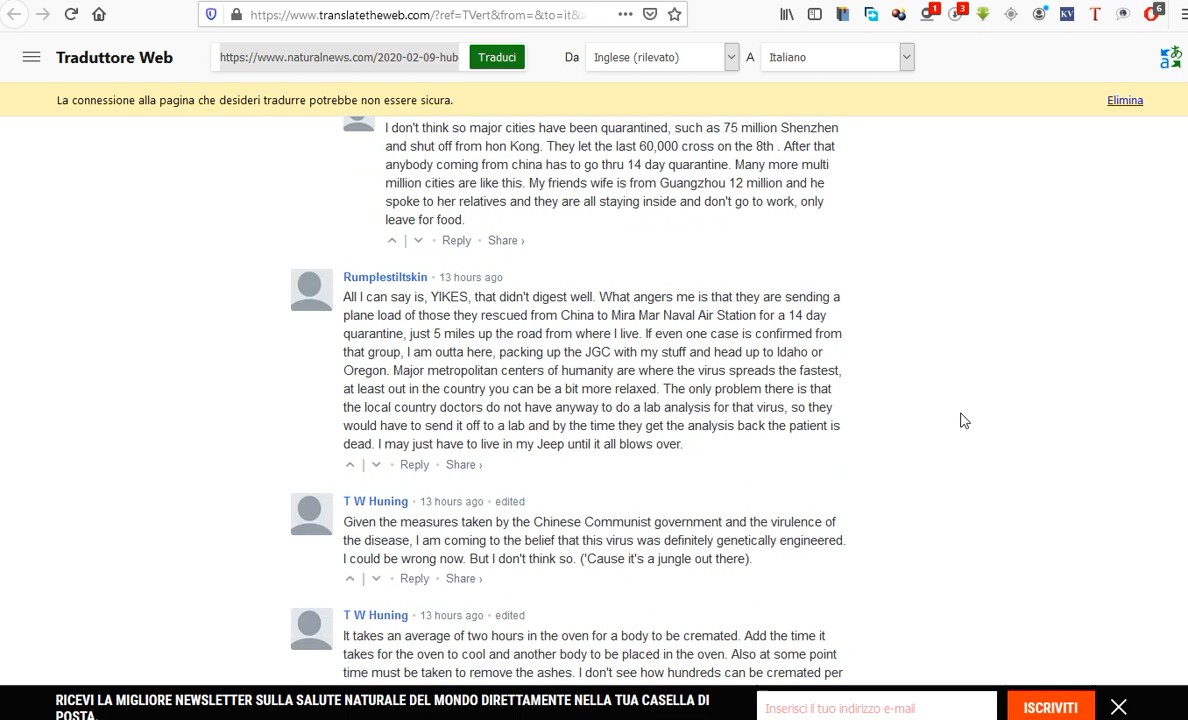 https://www.translatetheweb.com/?ref=TVert&from=&to=it&a
1
3
KV
T
6
Traduttore Web
https://www.naturalnews.com/2020-02-09-hub
Traduci
Da
Inglese (rilevato)
A
Italiano
La connessione alla pagina che desideri tradurre potrebbe non essere sicura.
Elimina
I don't think so major cities have been quarantined, such as 75 million Shenzhen
and shut off from hon Kong. They let the last 60,000 cross on the 8th . After that
anybody coming from china has to go thru 14 day quarantine. Many more multi
million cities are like this. My friends wife is from Guangzhou 12 million and he
spoke to her relatives and they are all staying inside and don't go to work, only
leave for food.
Reply • Share ›
Rumplestiltskin • 13 hours ago
All I can say is, YIKES, that didn't digest well. What angers me is that they are sending a
plane load of those they rescued from China to Mira Mar Naval Air Station for a 14 day
quarantine, just 5 miles up the road from where I live. If even one case is confirmed from
that group, I am outta here, packing up the JGC with my stuff and head up to Idaho or
Oregon. Major metropolitan centers of humanity are where the virus spreads the fastest,
at least out in the country you can be a bit more relaxed. The only problem there is that
the local country doctors do not have anyway to do a lab analysis for that virus, so they
would have to send it off to a lab and by the time they get the analysis back the patient is
dead. I may just have to live in my Jeep until it all blows over.
Reply • Share ›
T W Huning • 13 hours ago • edited
Given the measures taken by the Chinese Communist government and the virulence of
the disease, I am coming to the belief that this virus was definitely genetically engineered.
I could be wrong now. But I don't think so. ('Cause it's a jungle out there).
Reply • Share ›
T W Huning • 13 hours ago • edited
It takes an average of two hours in the oven for a body to be cremated. Add the time it
takes for the oven to cool and another body to be placed in the oven. Also at some point
time must be taken to remove the ashes. I don't see how hundreds can be cremated per
RICEVI LA MIGLIORE NEWSLETTER SULLA SALUTE NATURALE DEL MONDO DIRETTAMENTE NELLA TUA CASELLA DI
POSTA.
Inserisci il tuo indirizzo e-mail
ISCRIVITI